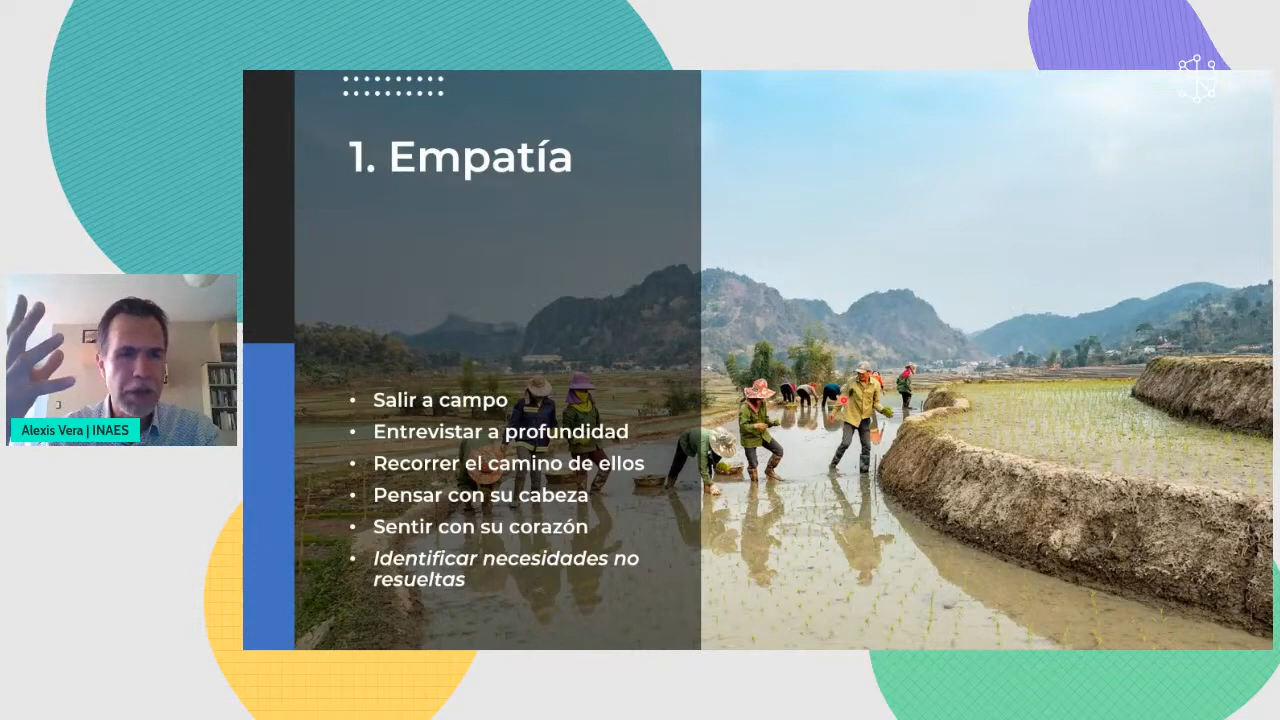 1. Empatía
• Salir a campo
• Entrevistar a profundidad
• Recorrer el camino de ellos
• Pensar con su cabeza
• Sentir con su corazón
• Identificar necesidades no
resueltas
Alexis Vera | INAES